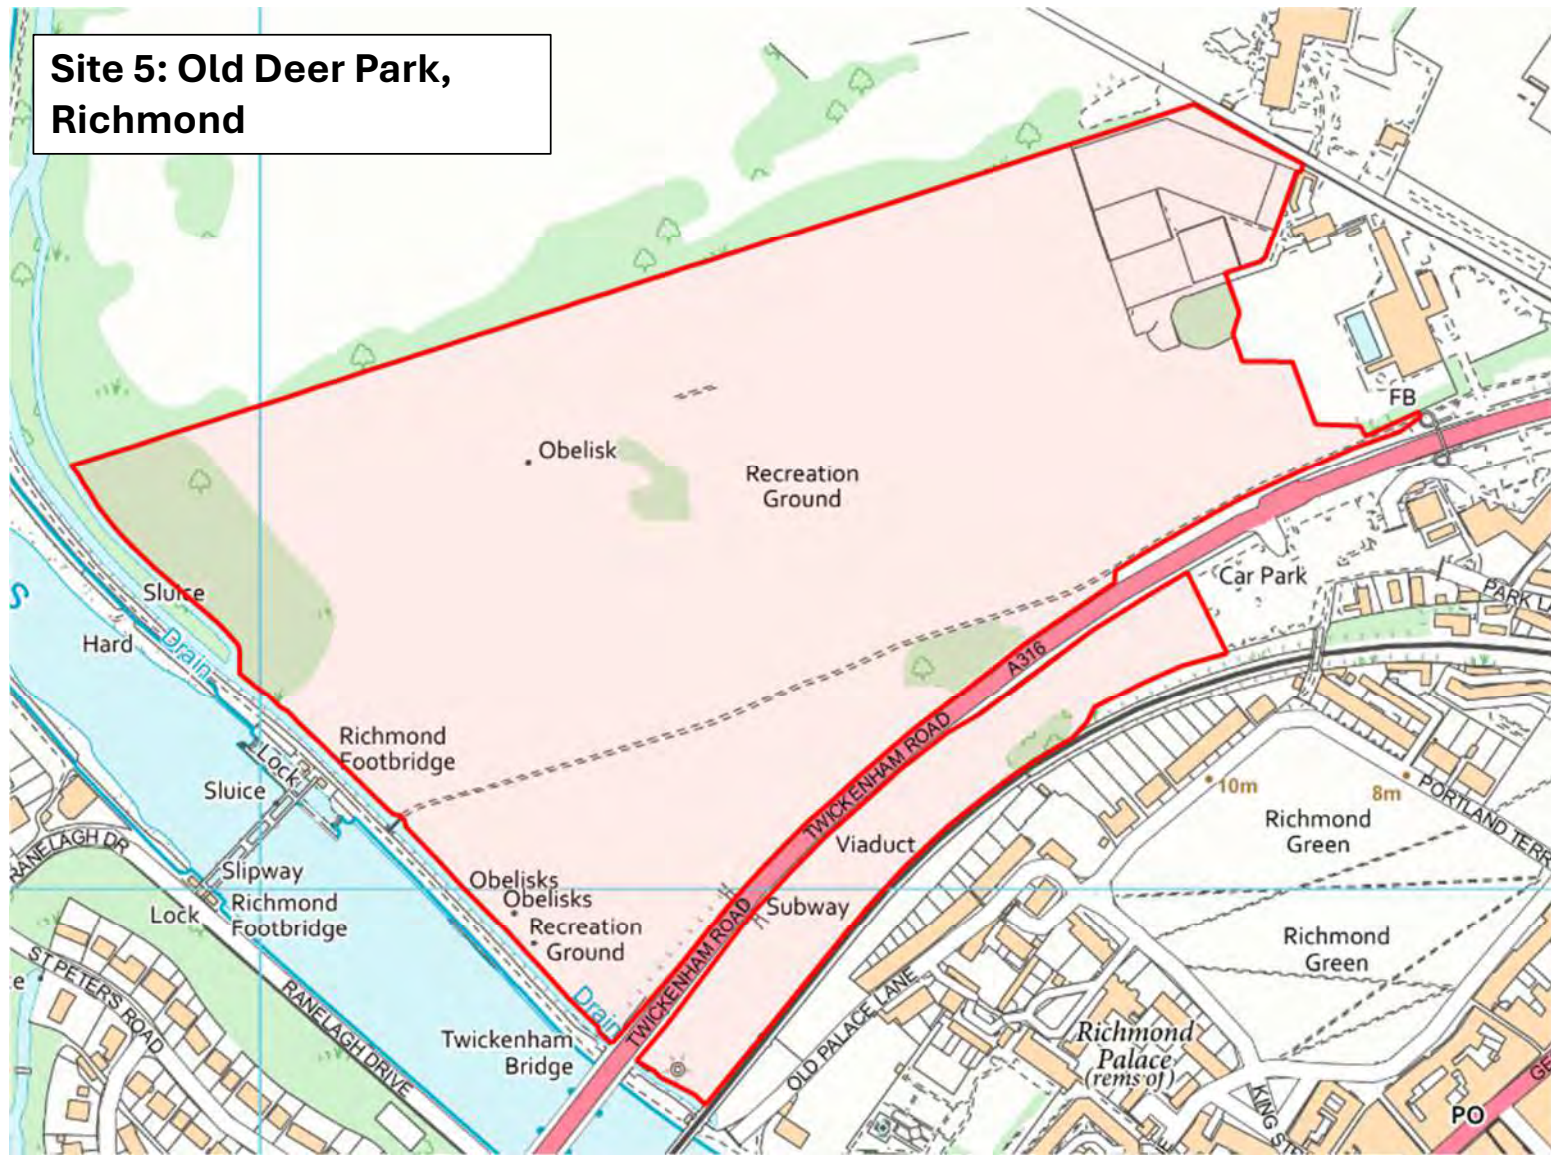 Site 5: Old Deer Park,
Richmond
FB
Obelisk
Recreation
Ground
Car Park
PARK LA
Sluice
Hard
Drain
A316
S
Richmond
Footbridge
TWICKENHAM ROAD
Lock
Sluice
10m
8m
PORTLAND TERR
Richmond
Green
Viaduct
RANELAGH DR
Slipway
Obelisks
Obelisks
Subway
Lock
Richmond
Footbridge
Recreation
Ground
TWICKENHAM ROAD
Richmond
Green
ST PETERS ROAD
te
RANELAGH DRIVE
Drain
Twickenham
Bridge
OLD PALACE LANE
Richmond
Palace
(rems of)
KING ST
GE
PO